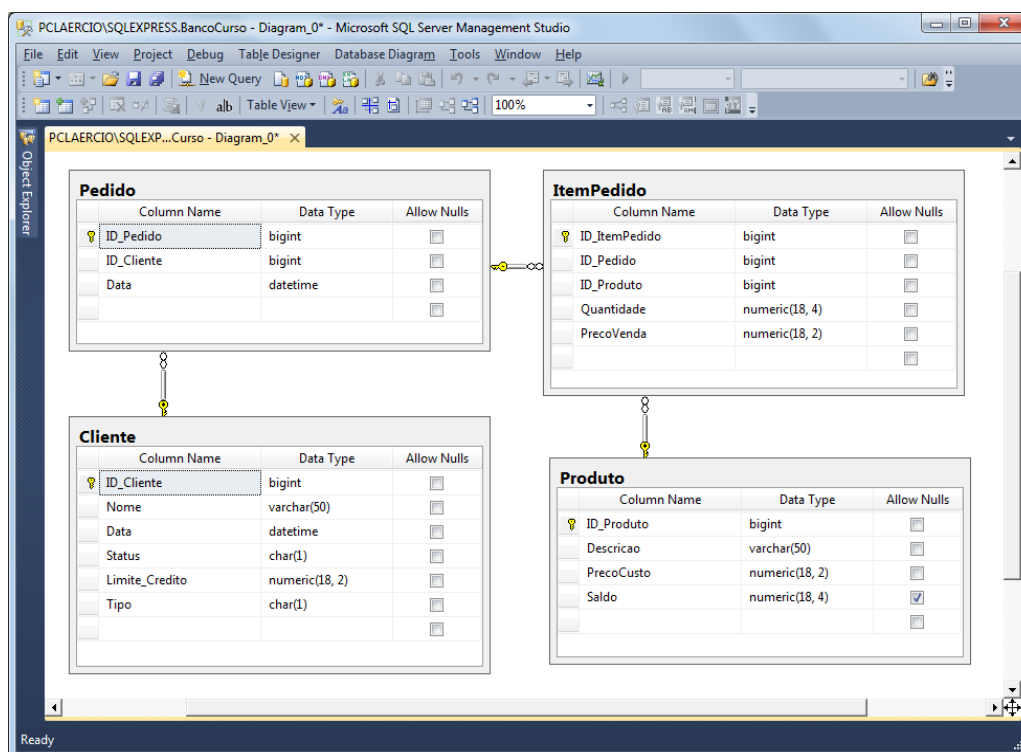 PCLAERCIO\SQLEXPRESS.BancoCurso - Diagram_0* - Microsoft SQL Server Management Studio
File Edit View Project Debug Table Designer Database Diagram Tools Window Help
New Query
Table View 100%
PCLAERCIO\SQLEXP...Curso - Diagram_0*
Object Explorer
Pedido
Column Name Data Type Allow Nulls
ID_Pedido bigint
ID_Cliente bigint
Data datetime
ItemPedido
Column Name Data Type Allow Nulls
ID_ItemPedido bigint
ID_Pedido bigint
ID_Produto bigint
Quantidade numeric(18, 4)
PrecoVenda numeric(18, 2)
Cliente
Column Name Data Type Allow Nulls
ID_Cliente bigint
Nome varchar(50)
Data datetime
Status char(1)
Limite_Credito numeric(18, 2)
Tipo char(1)
Produto
Column Name Data Type Allow Nulls
ID_Produto bigint
Descricao varchar(50)
PrecoCusto numeric(18, 2)
Saldo numeric(18, 4)
Ready